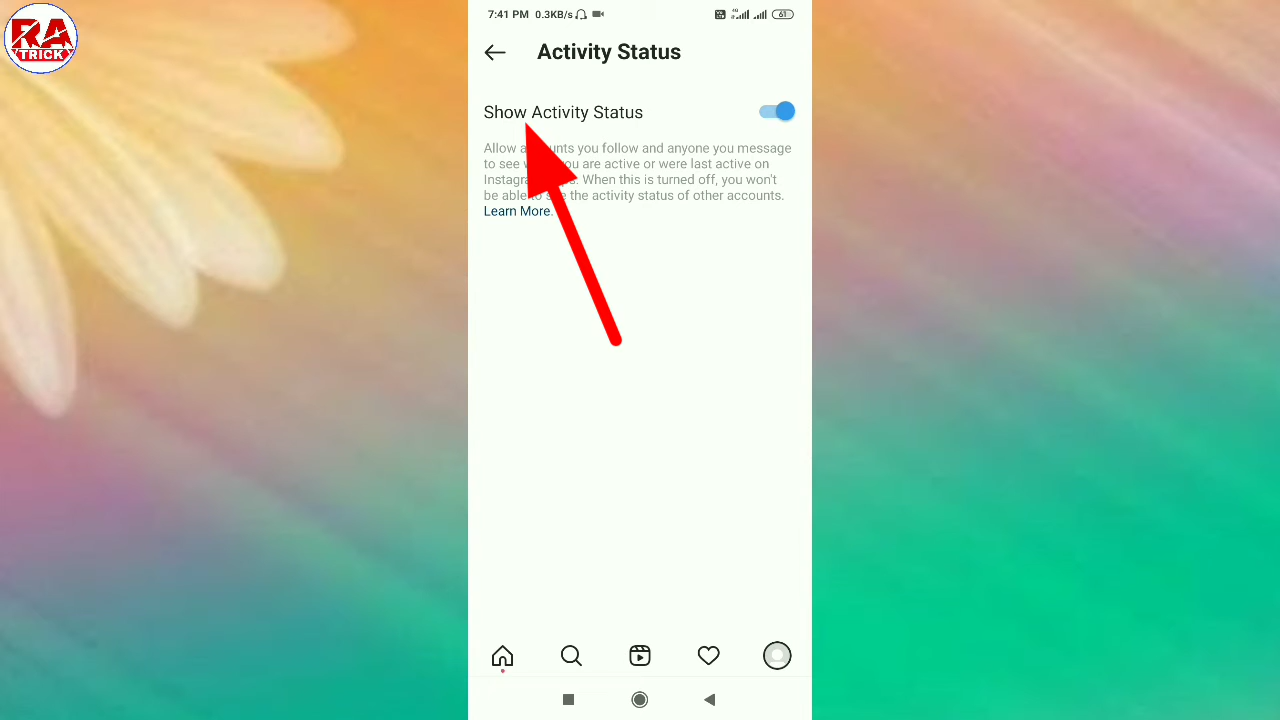 RA
TRICK
7:41 PM 0.3KB/s 4G 61
Activity Status
Show Activity Status
Allow unts you follow and anyone you message
to see you are active or were last active on
When this is turned off, you won't
be able the activity status of other accounts.
Learn More.